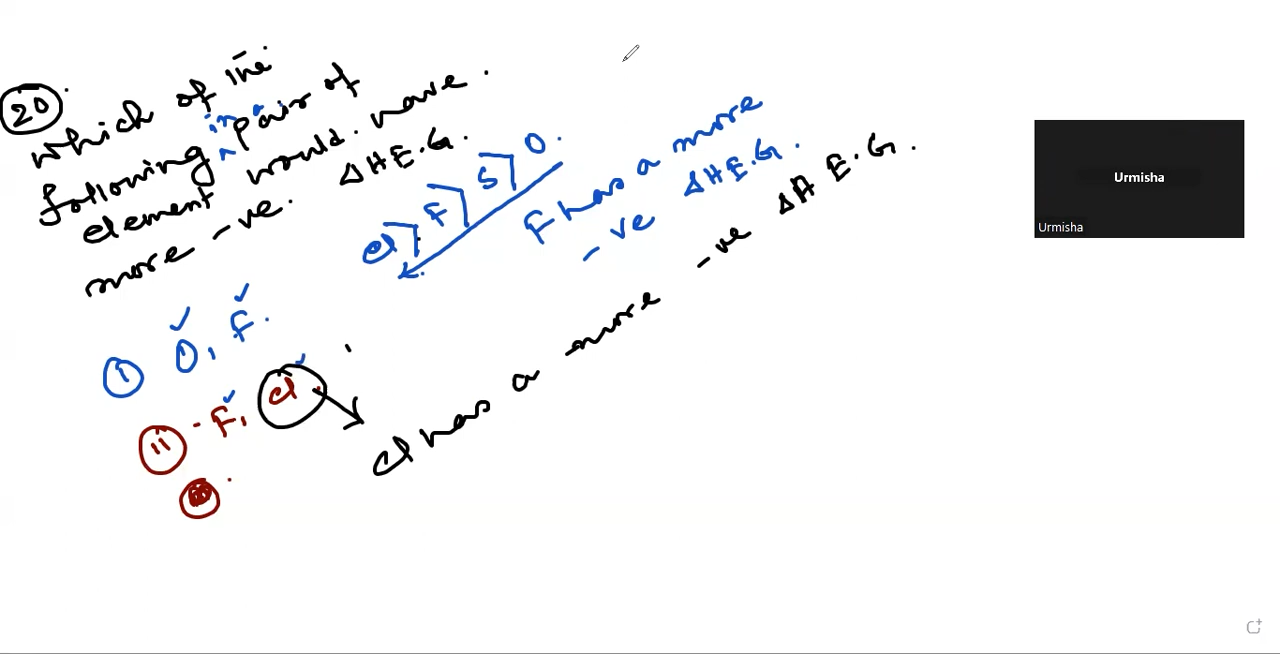 20
Which of the
following in a pair of
element would have
more -ve. ΔHE.G.
Cl > F > S > O.
F has a more
-ve ΔHE.G.
i O, F.
ii - F, Cl.
Cl has a more -ve ΔH E.G.
Urmisha
Urmisha